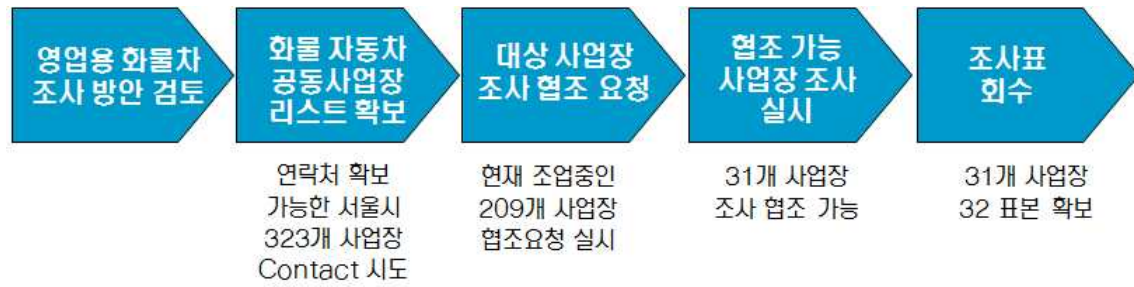 영업용 화물차
조사 방안 검토
화물 자동차
공동사업장
리스트 확보
연락처 확보
가능한 서울시
323개 사업장
Contact 시도
대상 사업장
조사 협조 요청
현재 조업중인
209개 사업장
협조요청 실시
협조 가능
사업장 조사
실시
31개 사업장
조사 협조 가능
조사표
회수
31개 사업장
32 표본 확보